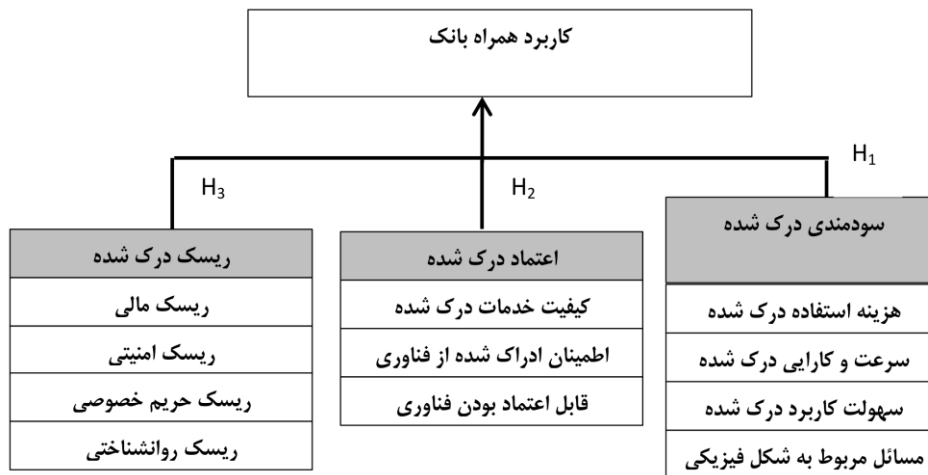 کاربرد همراه بانک
H1
H2
H3
سودمندی درک شده
هزینه استفاده درک شده
سرعت و کارایی درک شده
سهولت کاربرد درک شده
مسائل مربوط به شکل فیزیکی
اعتماد درک شده
کیفیت خدمات درک شده
اطمینان ادراک شده از فناوری
قابل اعتماد بودن فناوری
ریسک درک شده
ریسک مالی
ریسک امنیتی
ریسک حریم خصوصی
ریسک روانشناختی